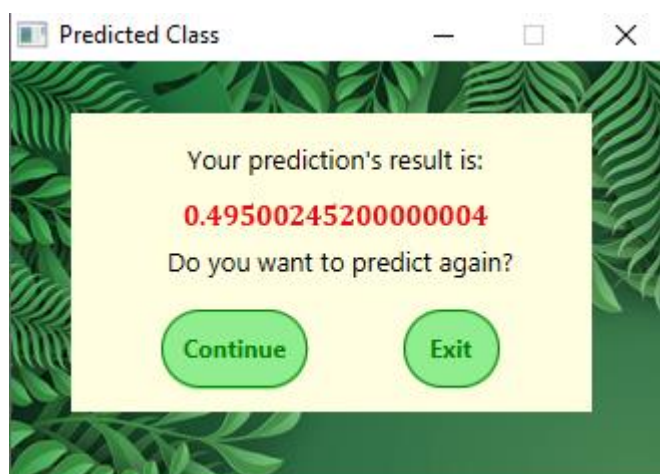 Predicted Class
Your prediction's result is:
0.49500245200000004
Do you want to predict again?
Continue
Exit